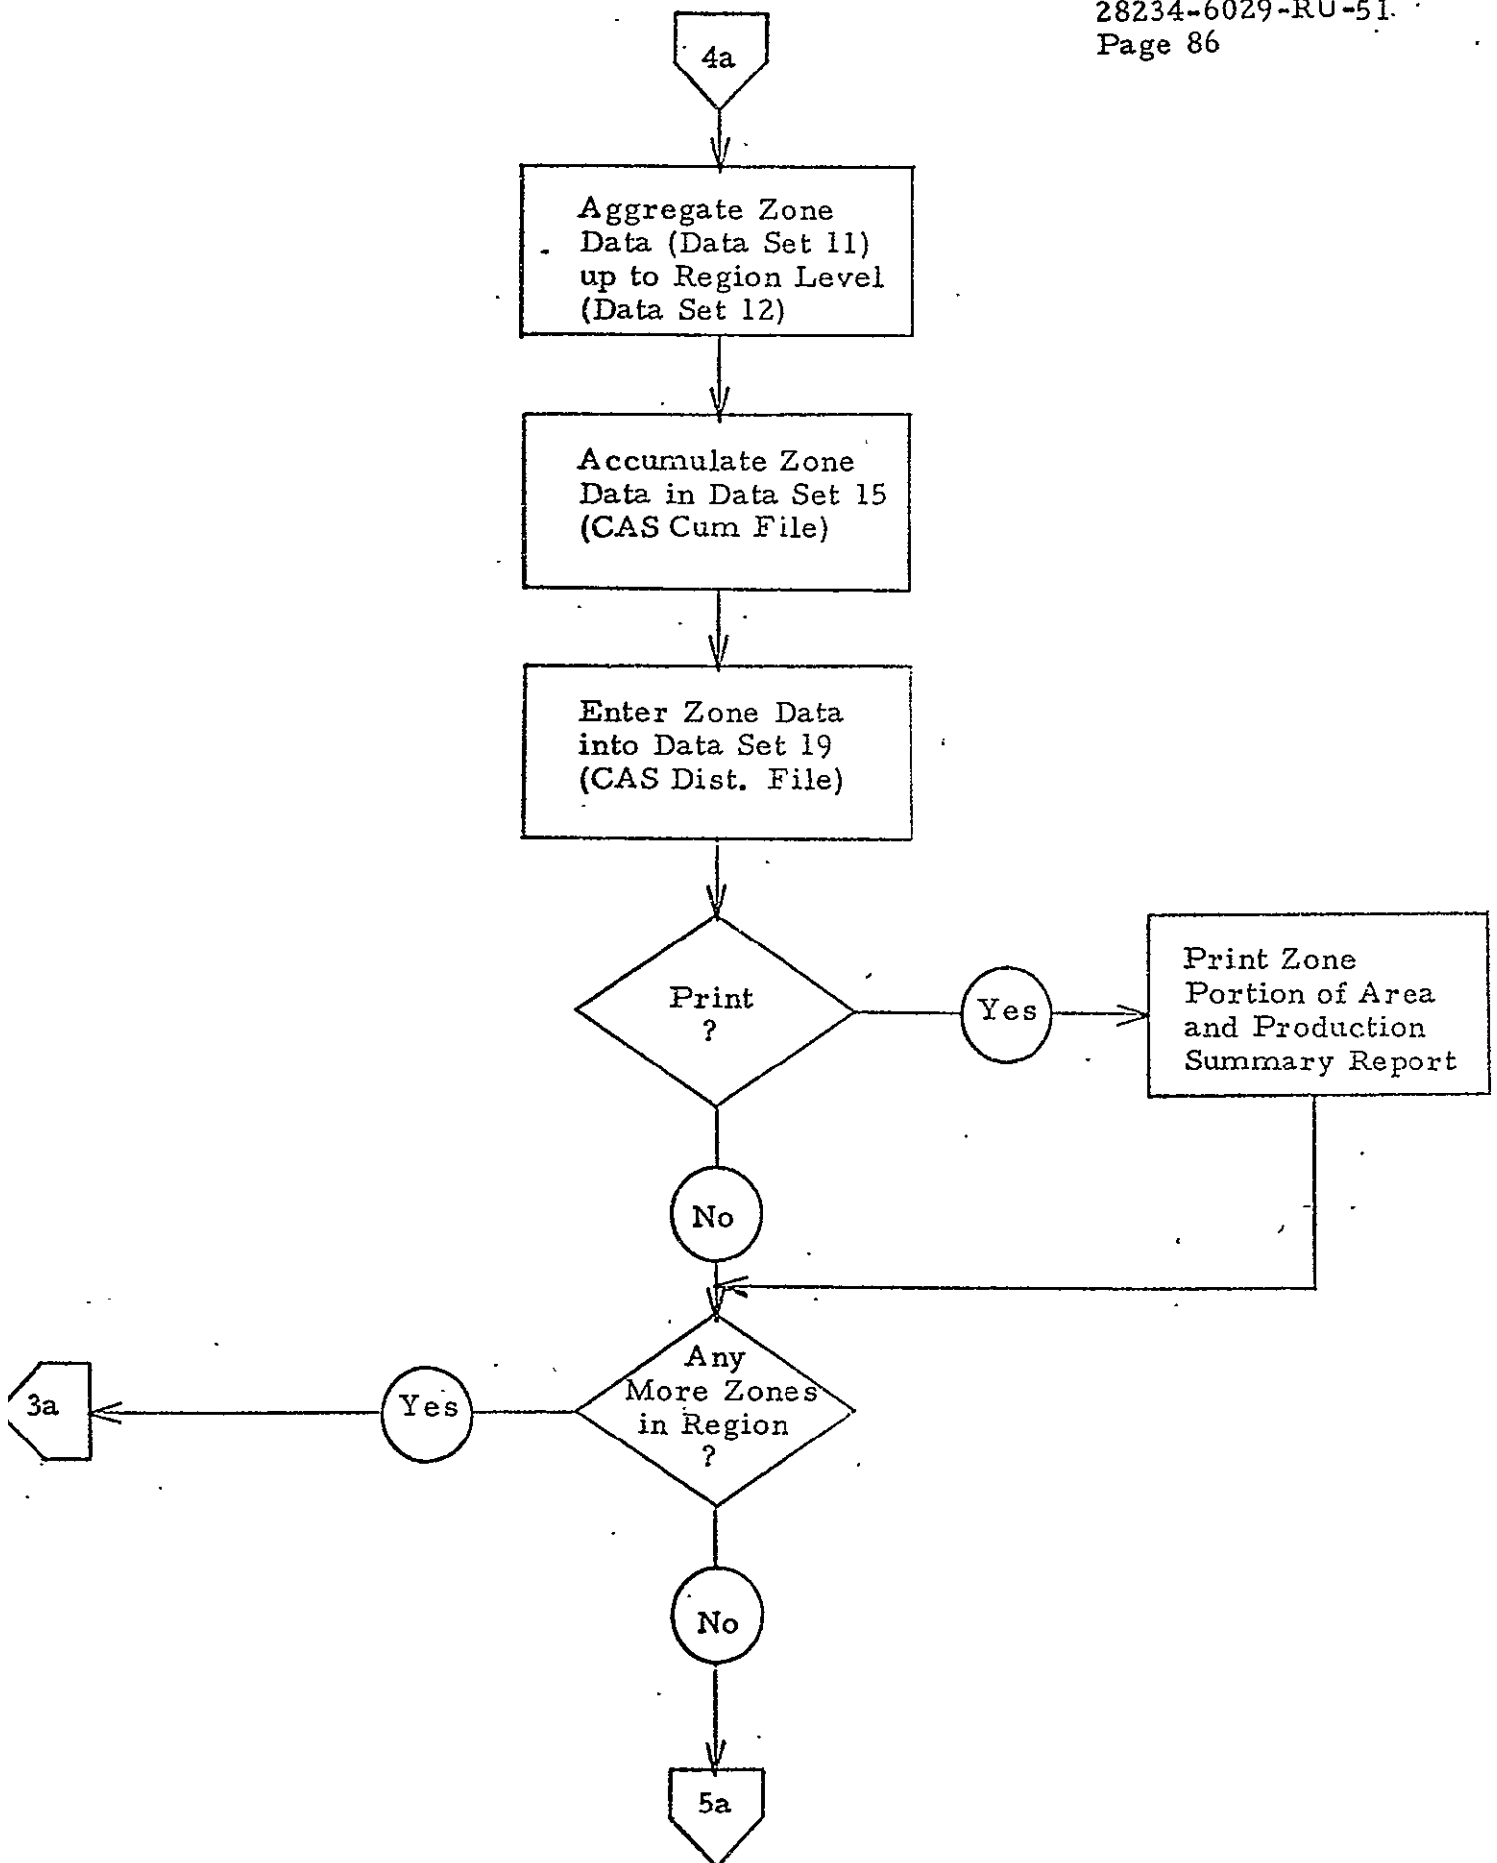 28234-6029-RU-51
Page 86
4a
Aggregate Zone
Data (Data Set 11)
up to Region Level
(Data Set 12)
Accumulate Zone
Data in Data Set 15
(CAS Cum File)
Enter Zone Data
into Data Set 19
(CAS Dist. File)
Print
?
Yes
Print Zone
Portion of Area
and Production
Summary Report
No
Any
More Zones
in Region
?
Yes
3a
No
5a